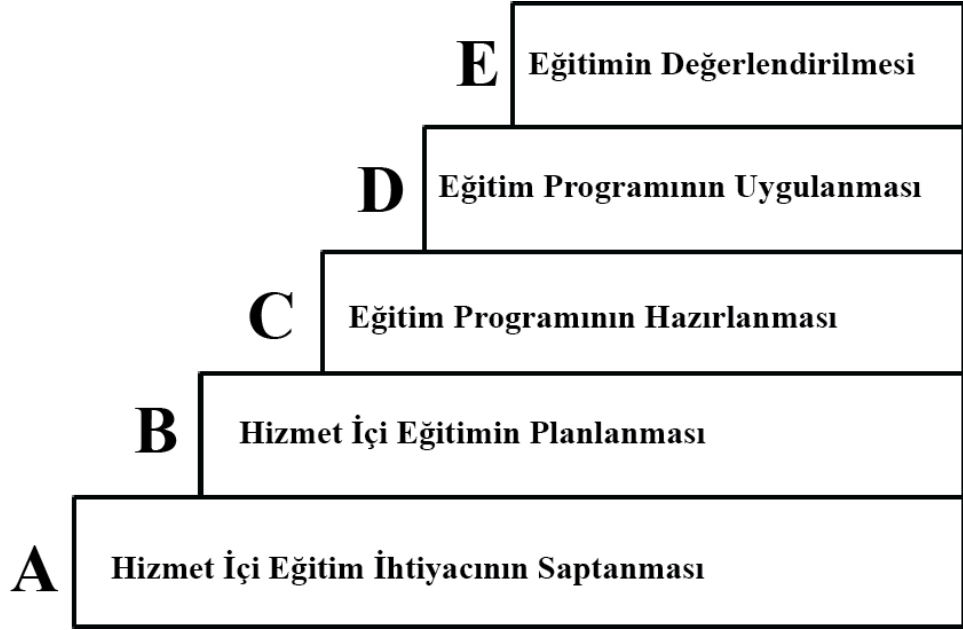 E Eğitimin Değerlendirilmesi
D Eğitim Programının Uygulanması
C Eğitim Programının Hazırlanması
B Hizmet İçi Eğitimin Planlanması
A Hizmet İçi Eğitim İhtiyacının Saptanması